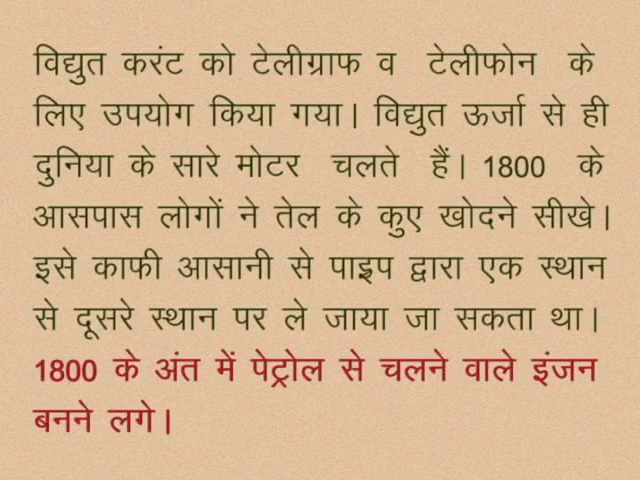 विद्युत करंट को टेलीग्राफ व टेलीफोन के
लिए उपयोग किया गया। विद्युत ऊर्जा से ही
दुनिया के सारे मोटर चलते हैं। 1800 के
आसपास लोगों ने तेल के कुए खोदने सीखे।
इसे काफी आसानी से पाइप द्वारा एक स्थान
से दूसरे स्थान पर ले जाया जा सकता था।
1800 के अंत में पेट्रोल से चलने वाले इंजन
बनने लगे।